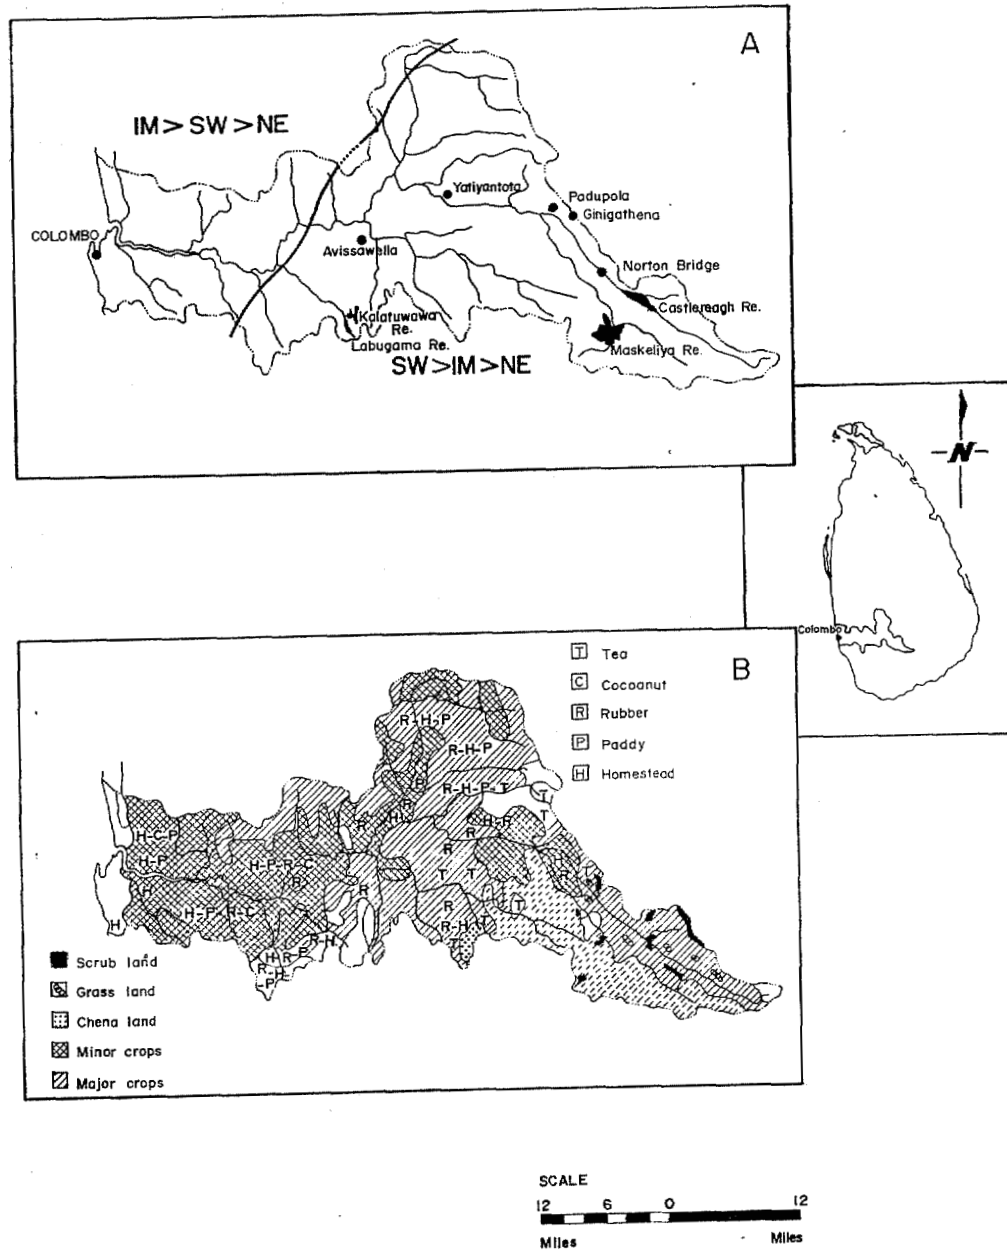 A
IM > SW > NE
Yatiyantota
Padupola
Ginigathena
COLOMBO
Avissawella
Norton Bridge
Castlereagh Re.
Kalatuwawa
Re.
Labugama Re.
Maskeliya Re.
SW > IM > NE
-N-
Colombo
B
T Tea
C Cocoanut
R Rubber
P Paddy
H Homestead
R-H-P
R-H-P
R-H-P-T
R
R
R
H
H-R
R
T
T
H-C-P
H-P
H-P-R-C
R
R
T
T
H
R
H
R
T
H-P-R-C
R
T
H
R-H
R-H
T
H-R-P
R-H
-P
Scrub land
Grass land
Chena land
Minor crops
Major crops
SCALE
12 6 0 12
Miles Miles